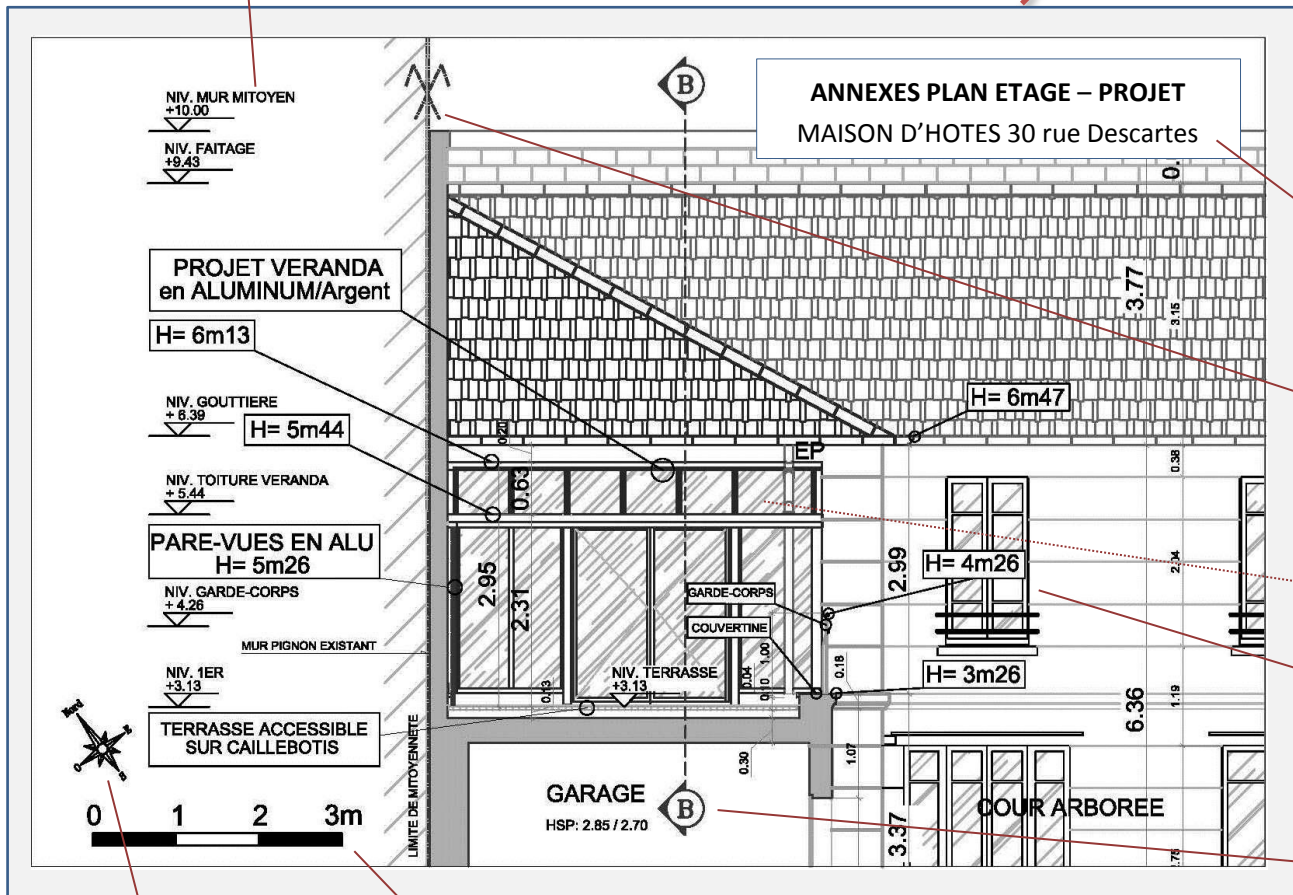 ANNEXES PLAN ETAGE – PROJET
MAISON D'HOTES 30 rue Descartes
B
NIV. MUR MITOYEN
+10.00
NIV. FAITAGE
+9.43
PROJET VERANDA
en ALUMINUM/Argent
H= 6m13
NIV. GOUTTIERE
+ 6.39
H= 5m44
NIV. TOITURE VERANDA
+ 5.44
PARE-VUES EN ALU
H= 5m26
NIV. GARDE-CORPS
+ 4.26
MUR PIGNON EXISTANT
NIV. 1ER
+3.13
TERRASSE ACCESSIBLE
SUR CAILLEBOTIS
Nord
E
S
O
0 1 2 3m
LIMITE DE MITOYENNETE
0.20
0.63
2.95
2.31
0.13
EP
GARDE-CORPS
COUVERTINE
NIV. TERRASSE
+3.13
1.00
0.04
0.10
0.30
0.18
1.07
GARAGE
HSP: 2.85 / 2.70
B
3.77
3.15
H= 6m47
0.38
2.99
H= 4m26
2.04
H= 3m26
1.19
6.36
COUR ARBOREE
3.37